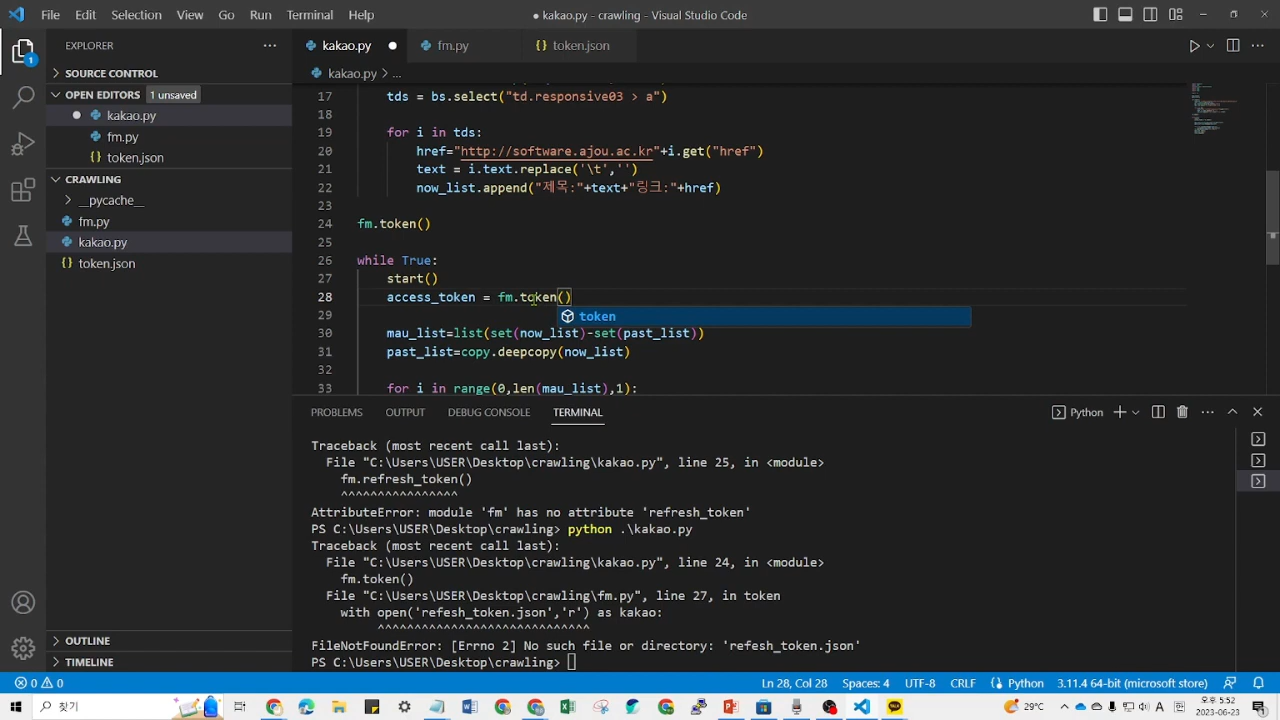 File Edit Selection View Go Run Terminal Help
● kakao.py - crawling - Visual Studio Code
EXPLORER
kakao.py ●
fm.py
{} token.json
SOURCE CONTROL
OPEN EDITORS 1 unsaved
● kakao.py
fm.py
{} token.json
CRAWLING
__pycache__
fm.py
kakao.py
{} token.json
OUTLINE
TIMELINE
kakao.py > ...
17 tds = bs.select("td.responsive03 > a")
18
19 for i in tds:
20 href="http://software.ajou.ac.kr"+i.get("href")
21 text = i.text.replace('\t','')
22 now_list.append("제목:"+text+"링크:"+href)
23
24 fm.token()
25
26 while True:
27 start()
28 access_token = fm.token()
token
29
30 mau_list=list(set(now_list)-set(past_list))
31 past_list=copy.deepcopy(now_list)
32
33 for i in range(0,len(mau_list),1):
PROBLEMS OUTPUT DEBUG CONSOLE TERMINAL
Python
Traceback (most recent call last):
File "C:\Users\USER\Desktop\crawling\kakao.py", line 25, in <module>
fm.refresh_token()
^^^^^^^^^^^^^^^^
AttributeError: module 'fm' has no attribute 'refresh_token'
PS C:\Users\USER\Desktop\crawling> python .\kakao.py
Traceback (most recent call last):
File "C:\Users\USER\Desktop\crawling\kakao.py", line 24, in <module>
fm.token()
File "C:\Users\USER\Desktop\crawling\fm.py", line 27, in token
with open('refesh_token.json','r') as kakao:
^^^^^^^^^^^^^^^^^^^^^^^^^^^^^
FileNotFoundError: [Errno 2] No such file or directory: 'refesh_token.json'
PS C:\Users\USER\Desktop\crawling>
0 0 Ln 28, Col 28 Spaces: 4 UTF-8 CRLF {} Python 3.11.4 64-bit (microsoft store)
찾기
29°C
오후 5:52
2023-06-23